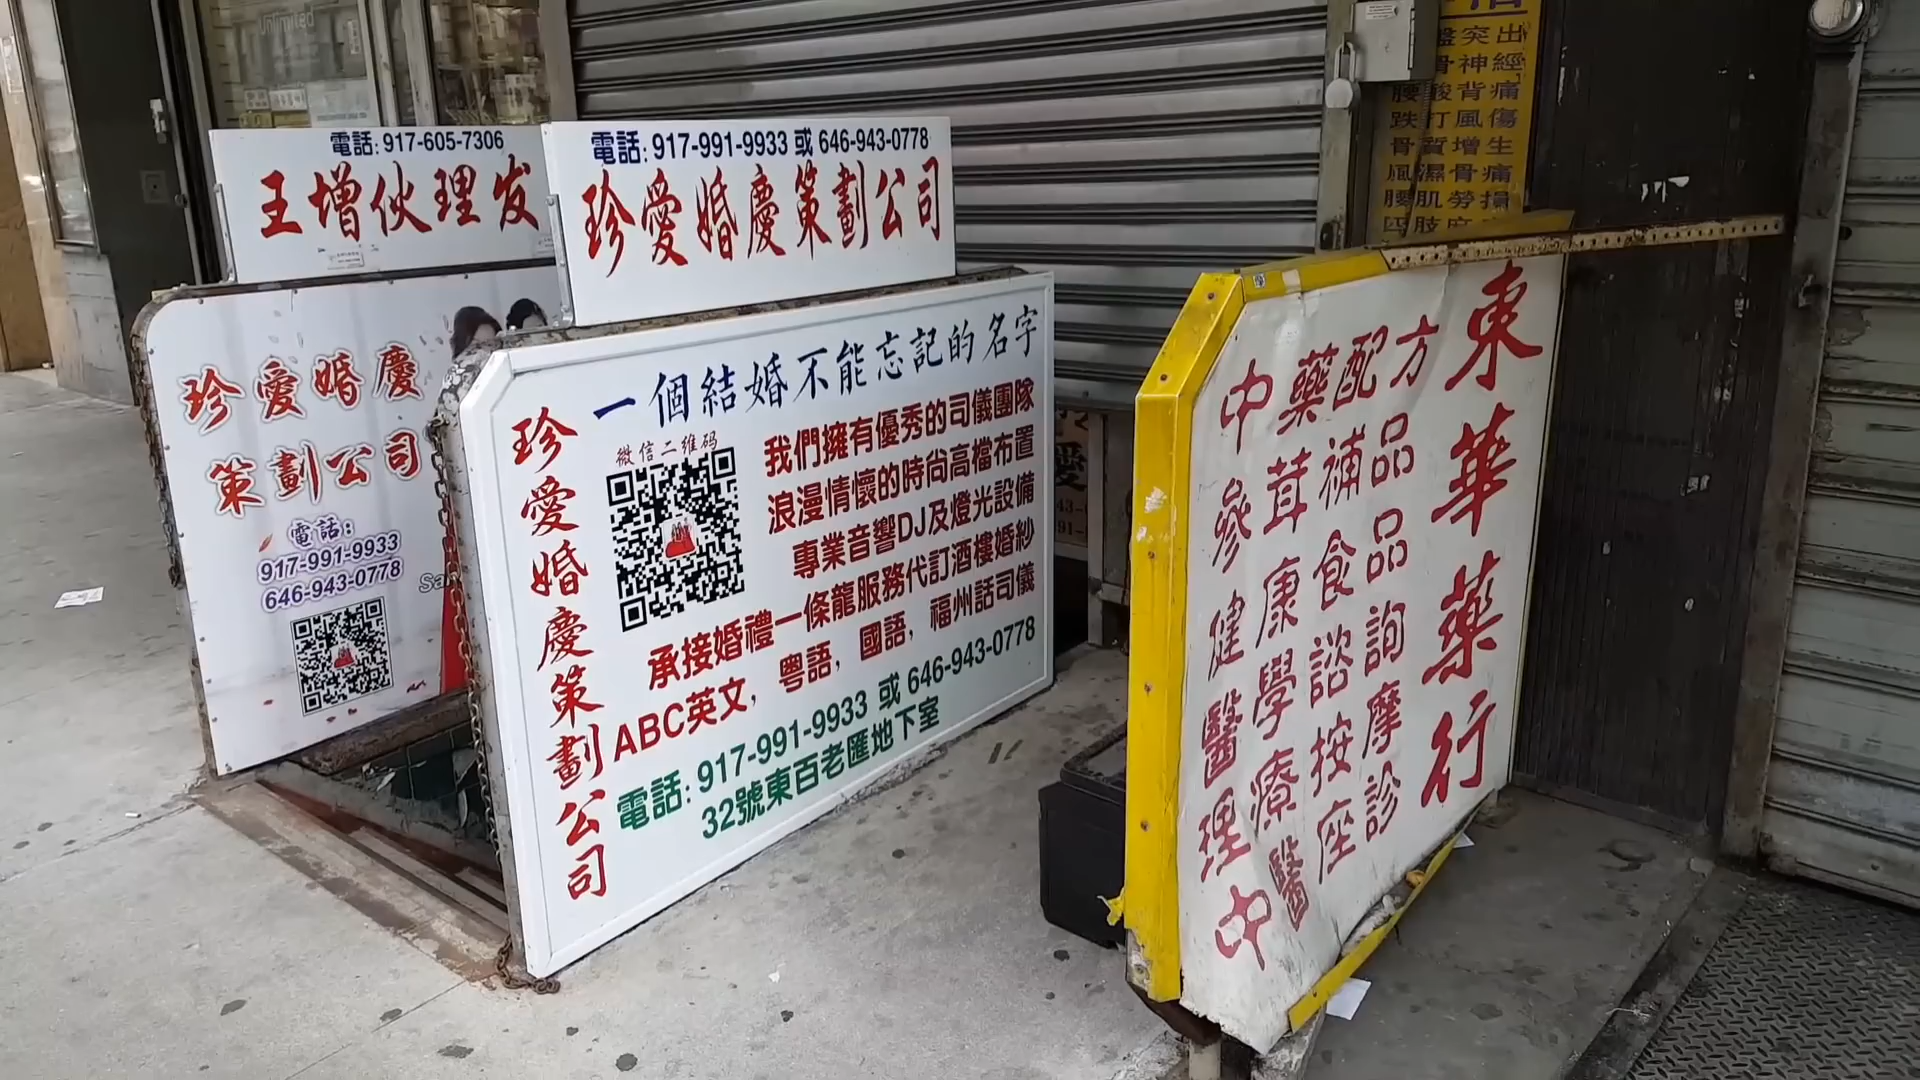 Unlimited
電話: 917-605-7306
王增伙理发
電話: 917-991-9933 或 646-943-0778
珍愛婚慶策劃公司
珍愛婚慶
策劃公司
電話:
917-991-9933
646-943-0778
一個結婚不能忘記的名字
珍愛婚慶策劃公司
微信二维码
我們擁有優秀的司儀團隊
浪漫情懷的時尚高檔布置
專業音響DJ及燈光設備
承接婚禮一條龍服務代訂酒樓婚紗
ABC英文, 粤語, 國語, 福州話司儀
電話: 917-991-9933 或 646-943-0778
32號東百老匯地下室
盤突出
骨神經
腰酸背痛
跌打風傷
骨質增生
風濕骨痛
腰肌勞損
東華藥行
中藥配方
參茸補品
健康食品
醫學諮詢
理療按摩
中醫座診